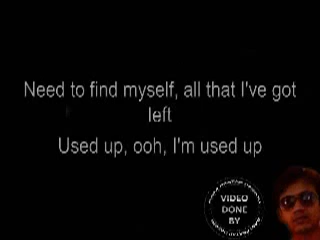 Need to find myself, all that I've got
left
Used up, ooh, I'm used up
VIDEO
DONE
BY